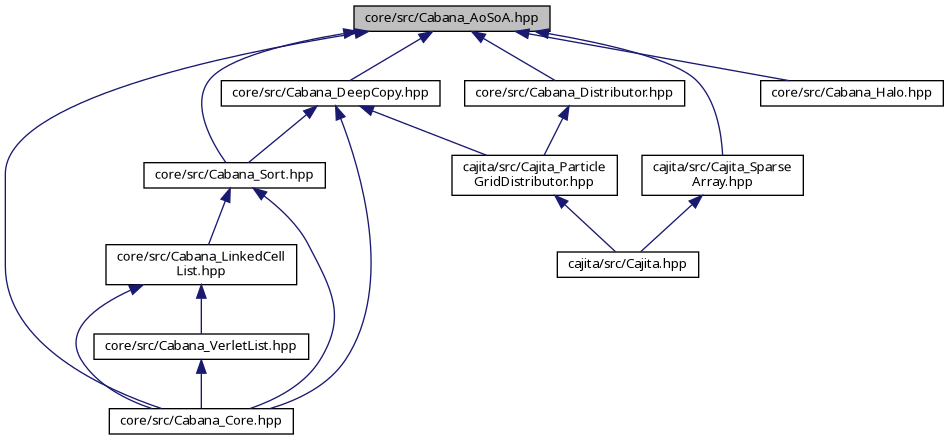 core/src/Cabana_AoSoA.hpp
core/src/Cabana_DeepCopy.hpp
core/src/Cabana_Distributor.hpp
core/src/Cabana_Halo.hpp
core/src/Cabana_Sort.hpp
cajita/src/Cajita_Particle
GridDistributor.hpp
cajita/src/Cajita_Sparse
Array.hpp
core/src/Cabana_LinkedCell
List.hpp
cajita/src/Cajita.hpp
core/src/Cabana_VerletList.hpp
core/src/Cabana_Core.hpp